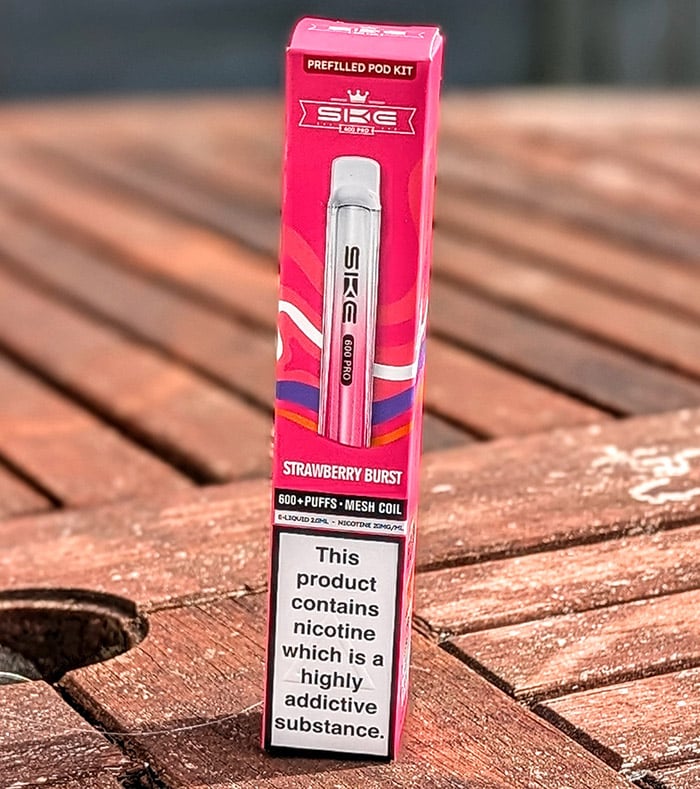 PREFILLED POD KIT
SKE
600 PRO
SKE
600 PRO
STRAWBERRY BURST
600+PUFFS • MESH COIL
E-LIQUID 2.0ML - NICOTINE 20MG/ML
This
product
contains
nicotine
which is a
highly
addictive
substance.